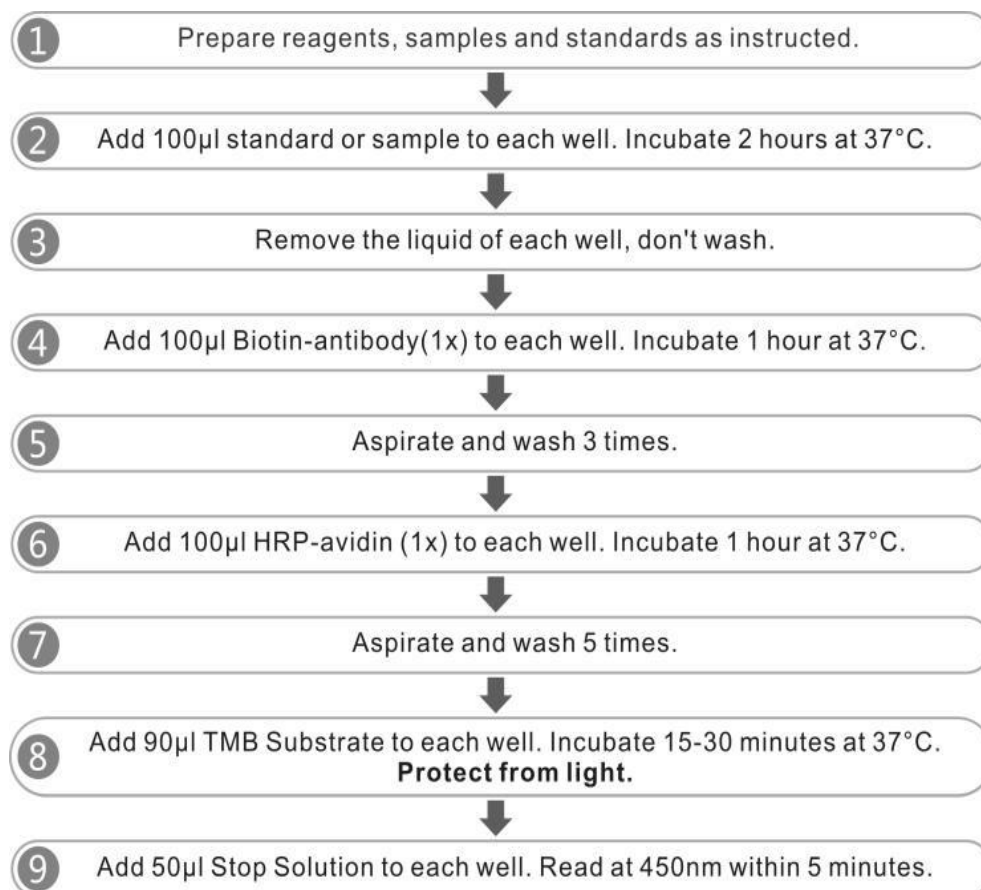 1
Prepare reagents, samples and standards as instructed.
2
Add 100μl standard or sample to each well. Incubate 2 hours at 37°C.
3
Remove the liquid of each well, don't wash.
4
Add 100μl Biotin-antibody(1x) to each well. Incubate 1 hour at 37°C.
5
Aspirate and wash 3 times.
6
Add 100μl HRP-avidin (1x) to each well. Incubate 1 hour at 37°C.
7
Aspirate and wash 5 times.
8
Add 90μl TMB Substrate to each well. Incubate 15-30 minutes at 37°C.
Protect from light.
9
Add 50μl Stop Solution to each well. Read at 450nm within 5 minutes.